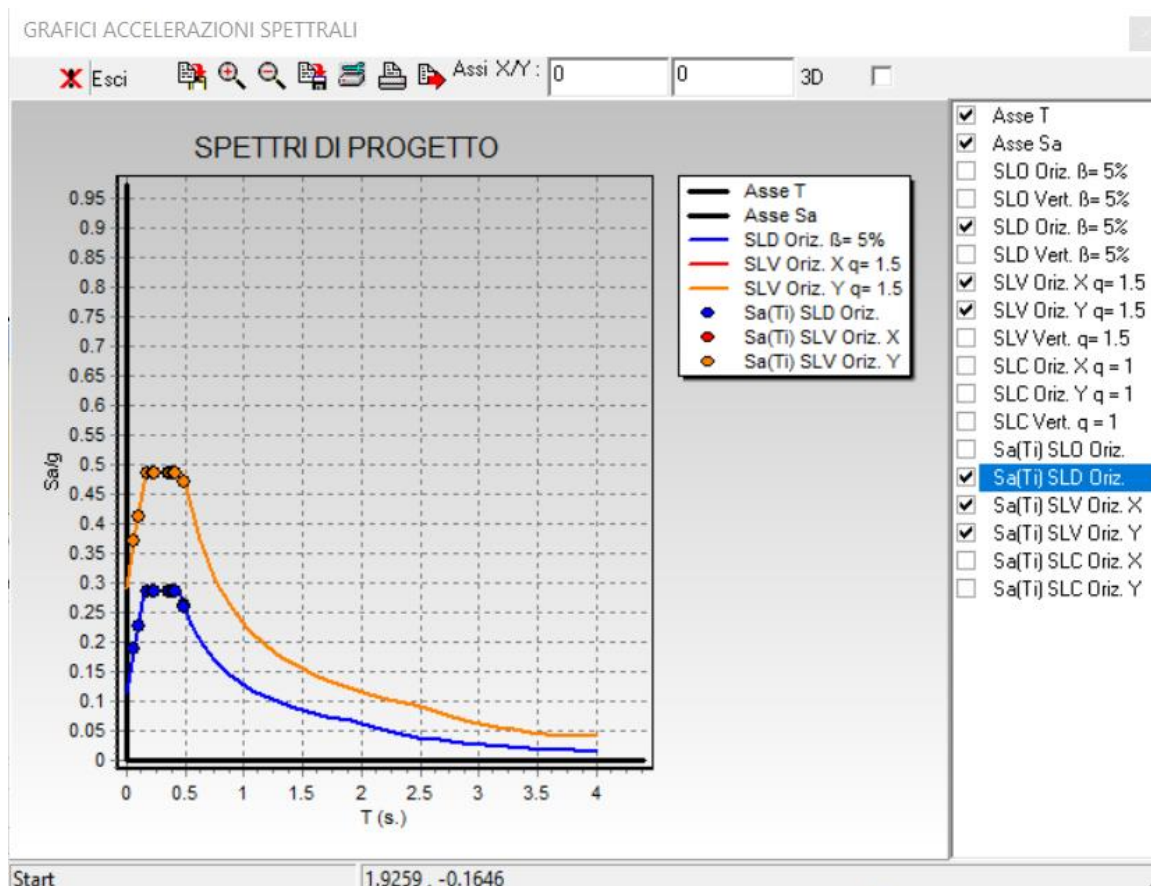 GRAFICI ACCELERAZIONI SPETTRALI
Esci
Assi X/Y :
0
0
3D
SPETTRI DI PROGETTO
Asse T
Asse Sa
SLD Oriz. ß= 5%
SLV Oriz. X q= 1.5
SLV Oriz. Y q= 1.5
Sa(Ti) SLD Oriz.
Sa(Ti) SLV Oriz. X
Sa(Ti) SLV Oriz. Y
Sa/g
0.95
0.9
0.85
0.8
0.75
0.7
0.65
0.6
0.55
0.5
0.45
0.4
0.35
0.3
0.25
0.2
0.15
0.1
0.05
0
0 0.5 1 1.5 2 2.5 3 3.5 4
T (s.)
Asse T
Asse Sa
SLO Oriz. ß= 5%
SLO Vert. ß= 5%
SLD Oriz. ß= 5%
SLD Vert. ß= 5%
SLV Oriz. X q= 1.5
SLV Oriz. Y q= 1.5
SLV Vert. q= 1.5
SLC Oriz. X q = 1
SLC Oriz. Y q = 1
SLC Vert. q = 1
Sa(Ti) SLO Oriz.
Sa(Ti) SLD Oriz.
Sa(Ti) SLV Oriz. X
Sa(Ti) SLV Oriz. Y
Sa(Ti) SLC Oriz. X
Sa(Ti) SLC Oriz. Y
Start
1.9259 , -0.1646